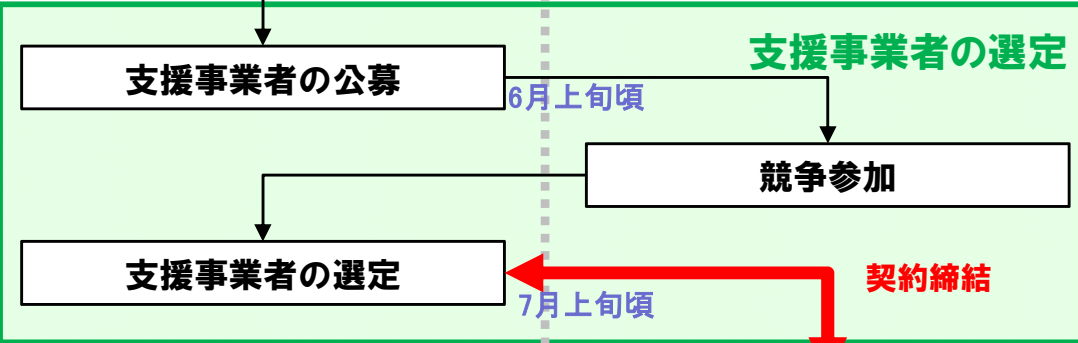 支援事業者の選定
支援事業者の公募
6月上旬頃
競争参加
支援事業者の選定
7月上旬頃
契約締結